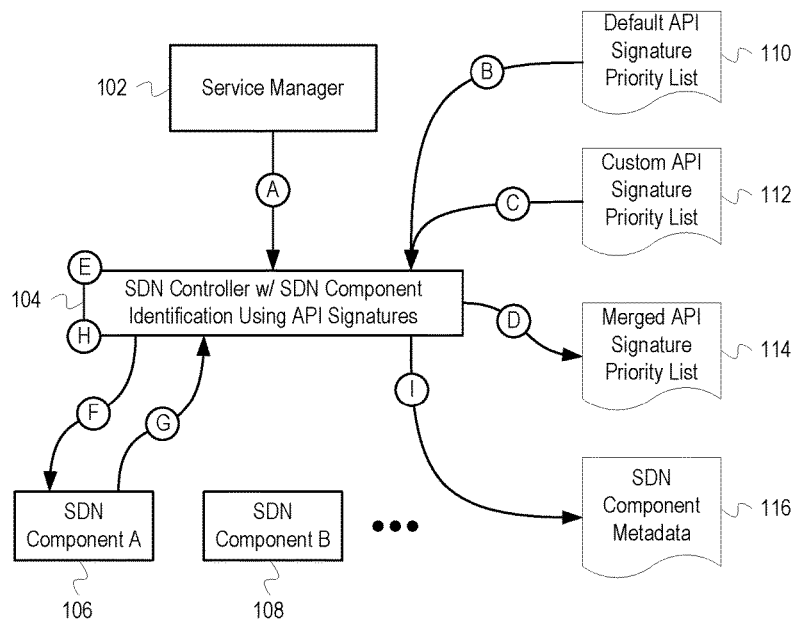 Default API
Signature
Priority List
110
B
102
Service Manager
Custom API
Signature
Priority List
112
A
C
E
104
SDN Controller w/ SDN Component
Identification Using API Signatures
H
D
Merged API
Signature
Priority List
114
F
G
I
SDN
Component A
SDN
Component B
SDN
Component
Metadata
116
106
108